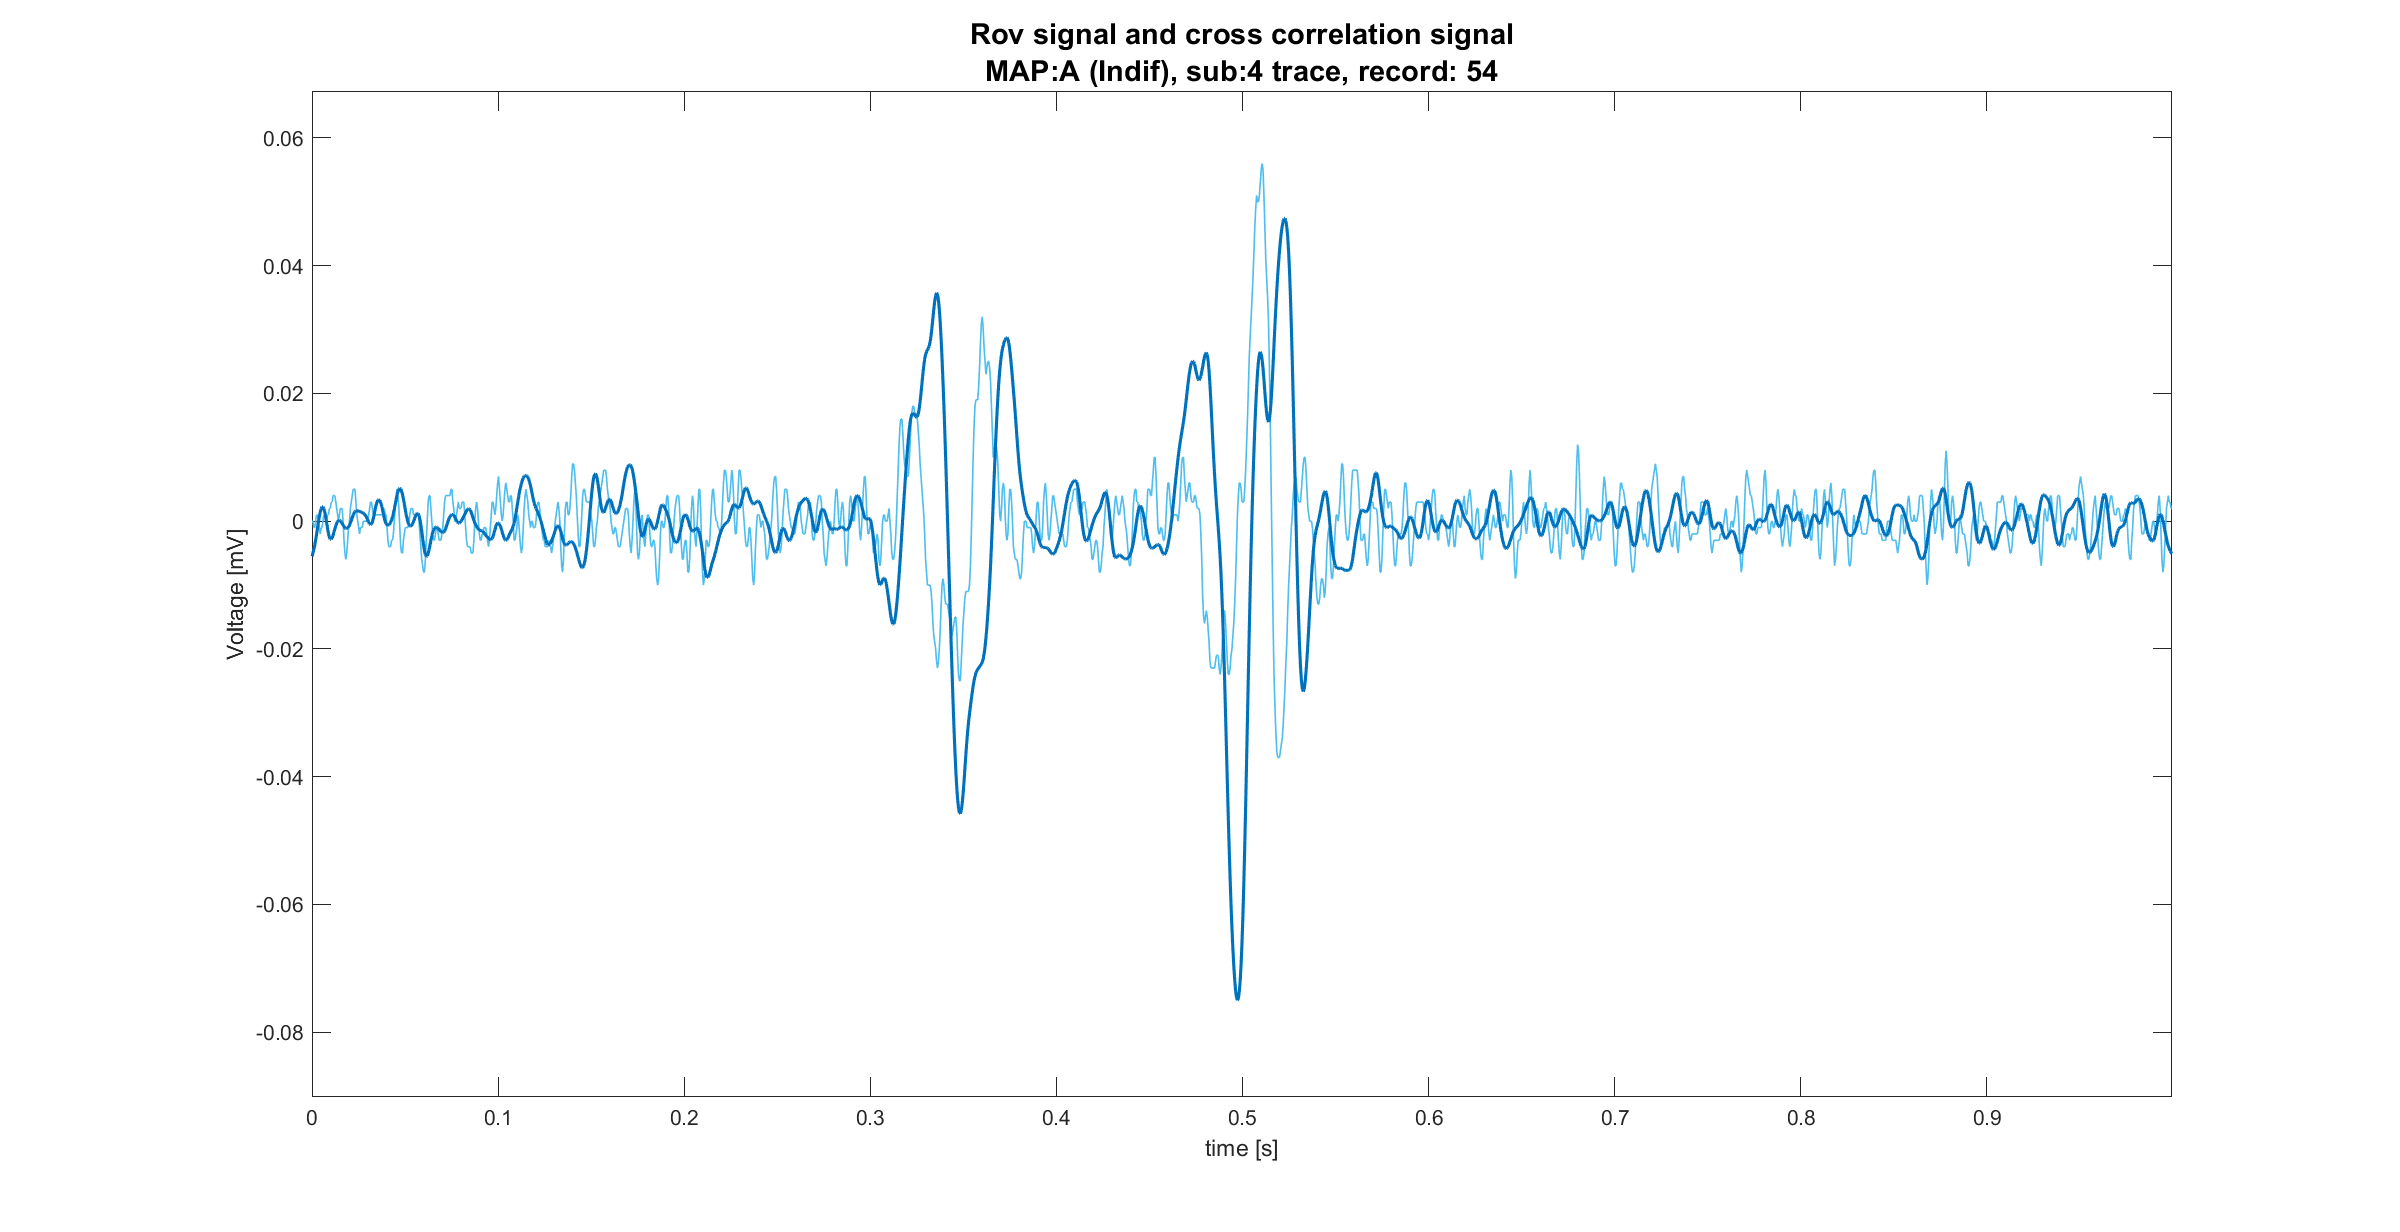 Rov signal and cross correlation signal
MAP:A (Indif), sub:4 trace, record: 54
0.06
0.04
0.02
0
-0.02
-0.04
-0.06
-0.08
Voltage [mV]
0 0.1 0.2 0.3 0.4 0.5 0.6 0.7 0.8 0.9
time [s]